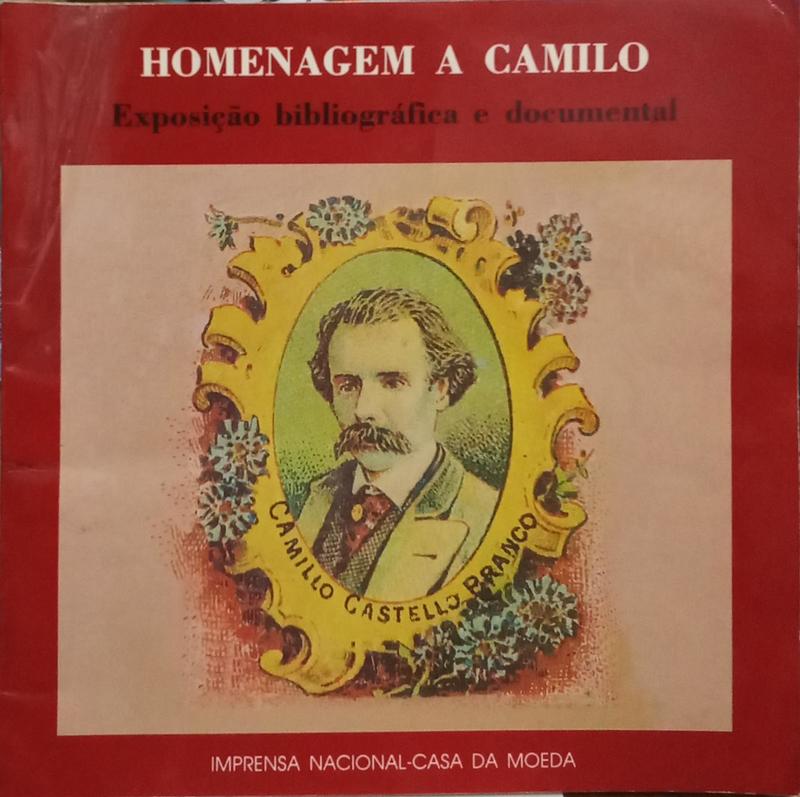 HOMENAGEM A CAMILO
Exposição bibliográfica e documental
CAMILLO CASTELLO BRANCO
IMPRENSA NACIONAL-CASA DA MOEDA